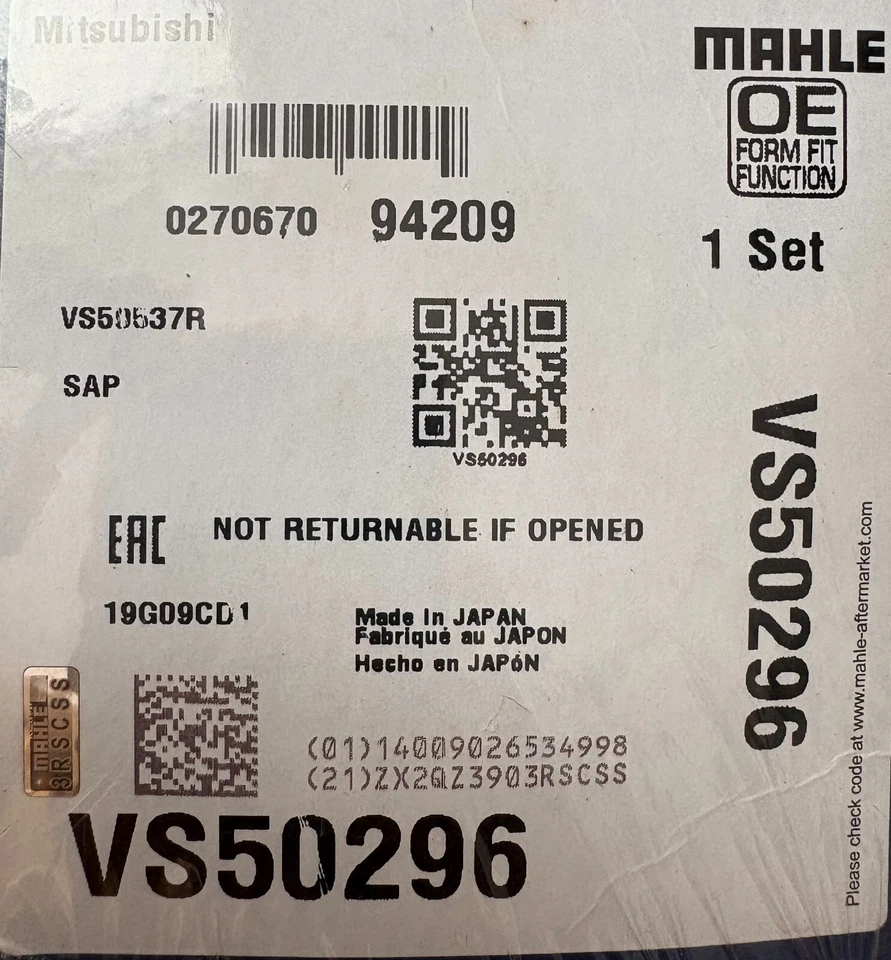 Mitsubishi
MAHLE
OE
FORM FIT
FUNCTION
0270670 94209
1 Set
VS50537R
SAP
VS50296
VS50296
EAC NOT RETURNABLE IF OPENED
19G09CD1
Made In JAPAN
Fabriqué au JAPON
Hecho en JAPóN
MAHLE
3RSCSS
(01)14009026534998
(21)ZX2QZ3903RSCSS
VS50296
Please check code at www.mahle-aftermarket.com